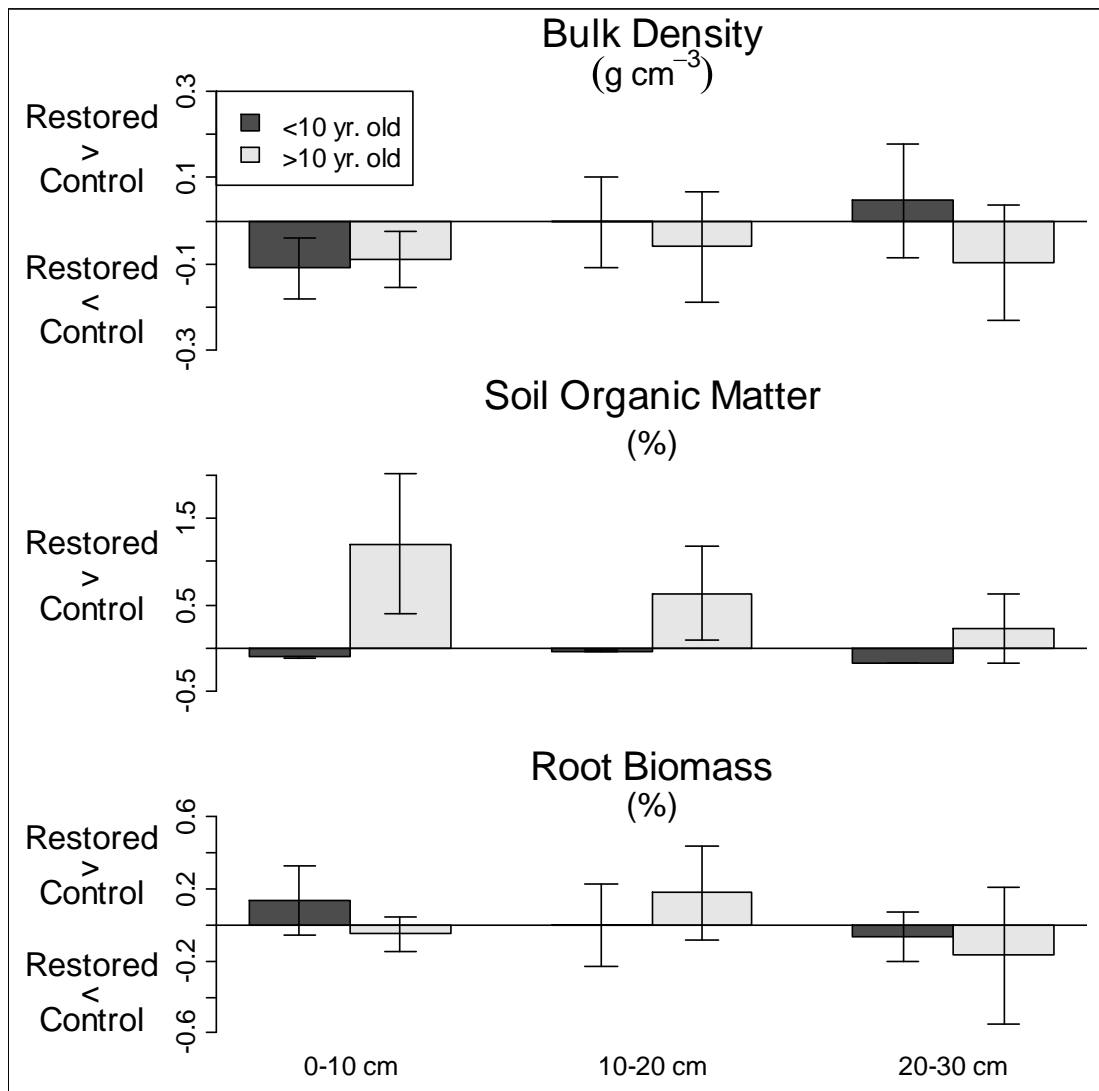 Bulk Density
(g cm⁻³)
Restored
>
Control
Restored
<
Control
0.3
0.1
-0.1
-0.3
<10 yr. old
>10 yr. old
Soil Organic Matter
(%)
Restored
>
Control
1.5
0.5
-0.5
Root Biomass
(%)
Restored
>
Control
Restored
<
Control
0.6
0.2
-0.2
-0.6
0-10 cm
10-20 cm
20-30 cm